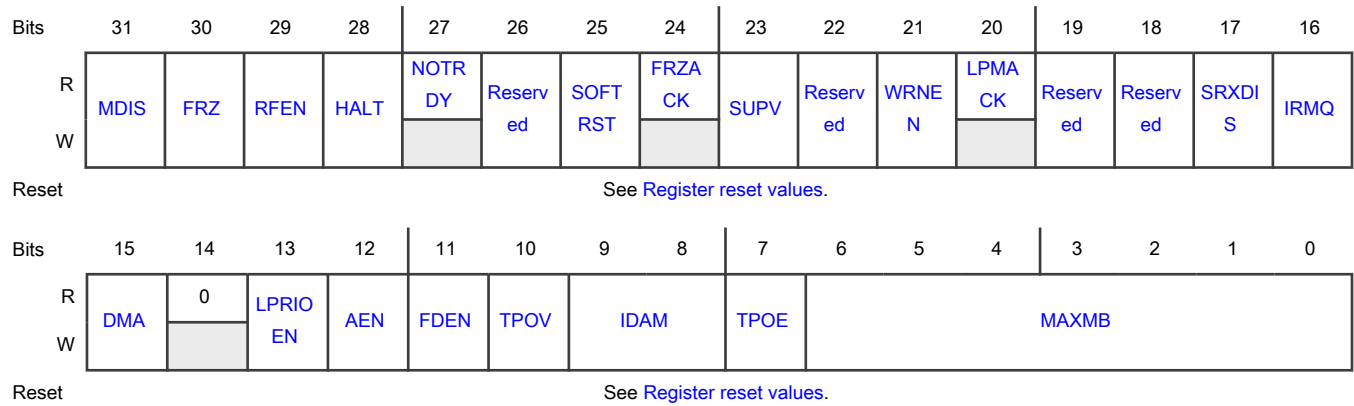 Bits 31 30 29 28 27 26 25 24 23 22 21 20 19 18 17 16
R
W
MDIS FRZ RFEN HALT NOTR
DY Reserv
ed SOFT
RST FRZA
CK SUPV Reserv
ed WRNE
N LPMA
CK Reserv
ed Reserv
ed SRXDI
S IRMQ
Reset See Register reset values.
Bits 15 14 13 12 11 10 9 8 7 6 5 4 3 2 1 0
R
W
DMA 0 LPRIO
EN AEN FDEN TPOV IDAM TPOE MAXMB
Reset See Register reset values.